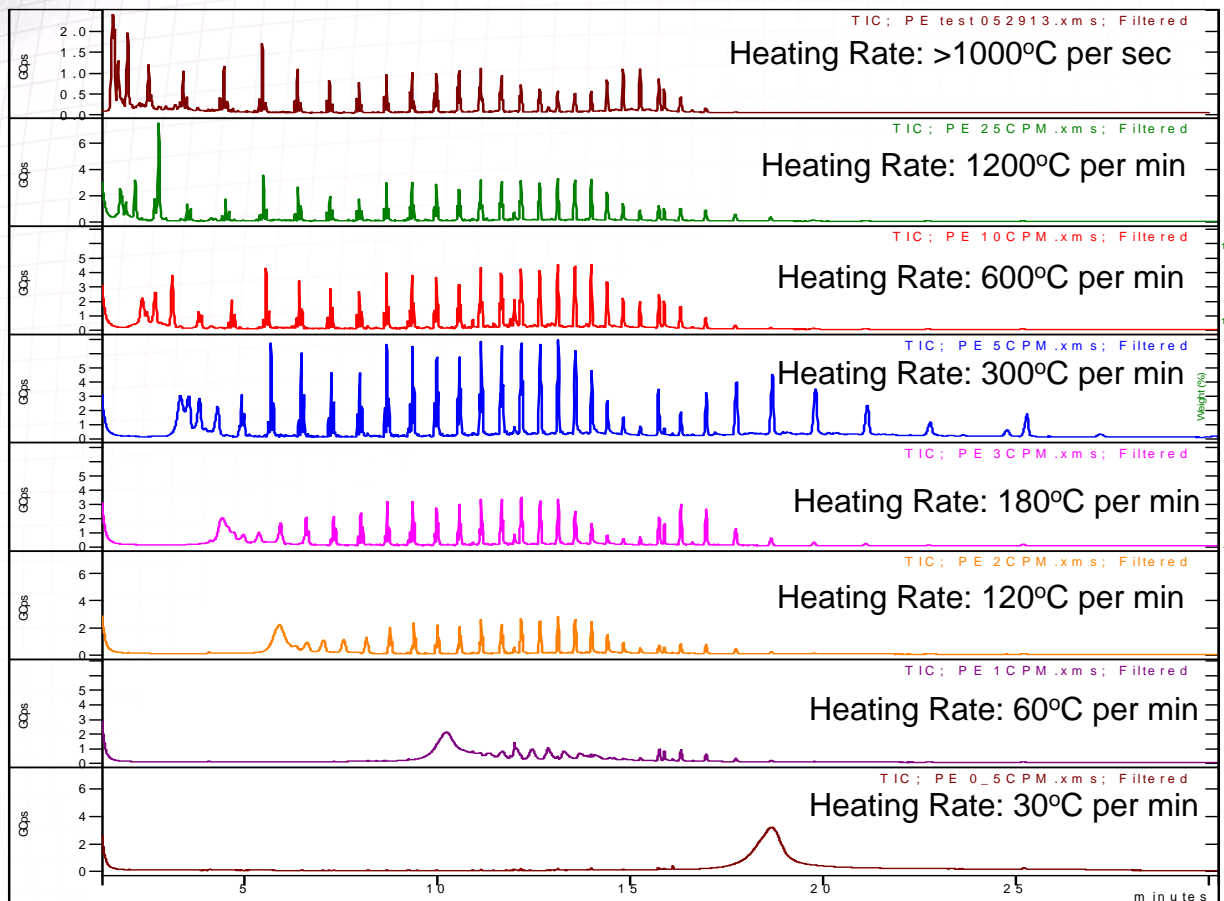 TIC; PE test 052913.xms; Filtered
Heating Rate: >1000°C per sec
GCps
2.0
1.5
1.0
0.5
0.0
TIC; PE 25CPM.xms; Filtered
Heating Rate: 1200°C per min
GCps
6
4
2
0
TIC; PE 10CPM.xms; Filtered
Heating Rate: 600°C per min
GCps
5
4
3
2
1
0
TIC; PE 5CPM.xms; Filtered
Heating Rate: 300°C per min
GCps
5
4
3
2
1
0
Weight (%)
TIC; PE 3CPM.xms; Filtered
Heating Rate: 180°C per min
GCps
5
4
3
2
1
0
TIC; PE 2CPM.xms; Filtered
Heating Rate: 120°C per min
GCps
6
4
2
0
TIC; PE 1CPM.xms; Filtered
Heating Rate: 60°C per min
GCps
5
4
3
2
1
0
TIC; PE 0_5CPM.xms; Filtered
Heating Rate: 30°C per min
GCps
6
4
2
0
5
10
15
20
25
minutes